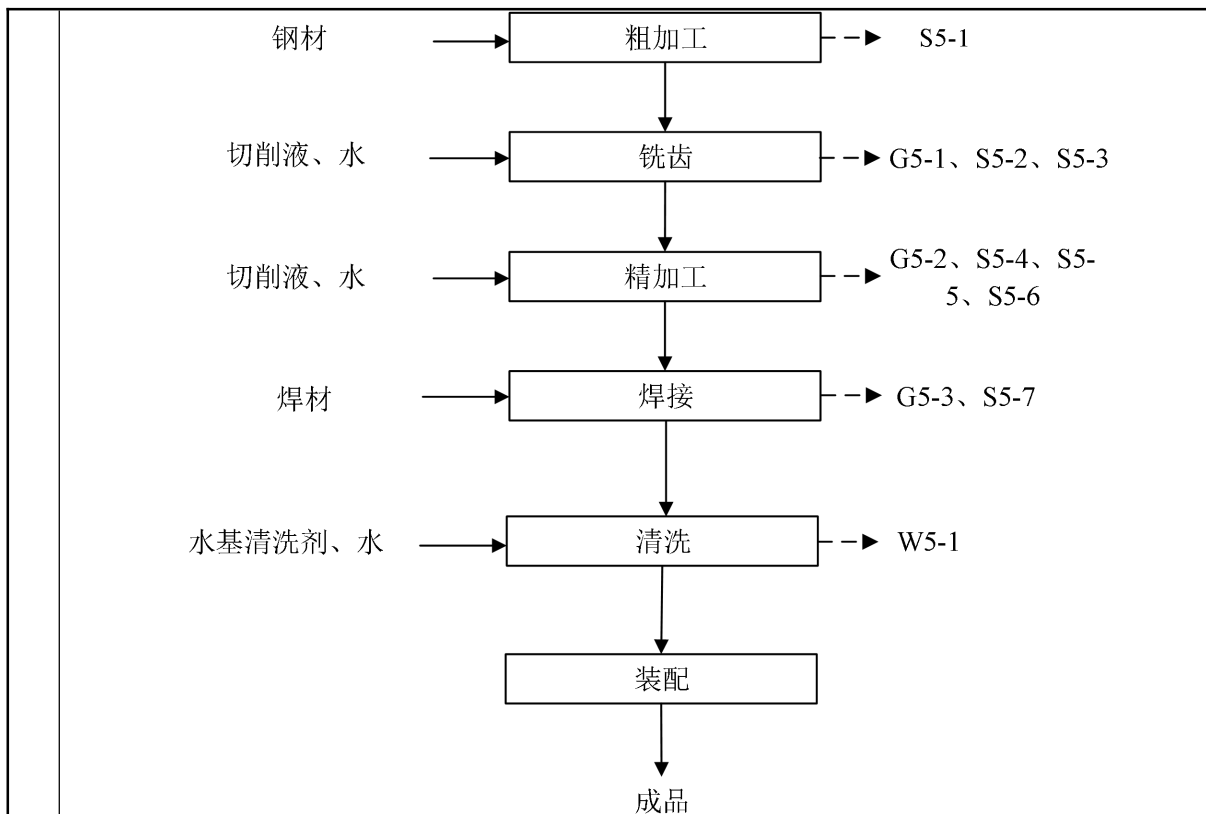 钢材
粗加工
S5-1
切削液、水
铣齿
G5-1、S5-2、S5-3
切削液、水
精加工
G5-2、S5-4、S5-
5、S5-6
焊材
焊接
G5-3、S5-7
水基清洗剂、水
清洗
W5-1
装配
成品